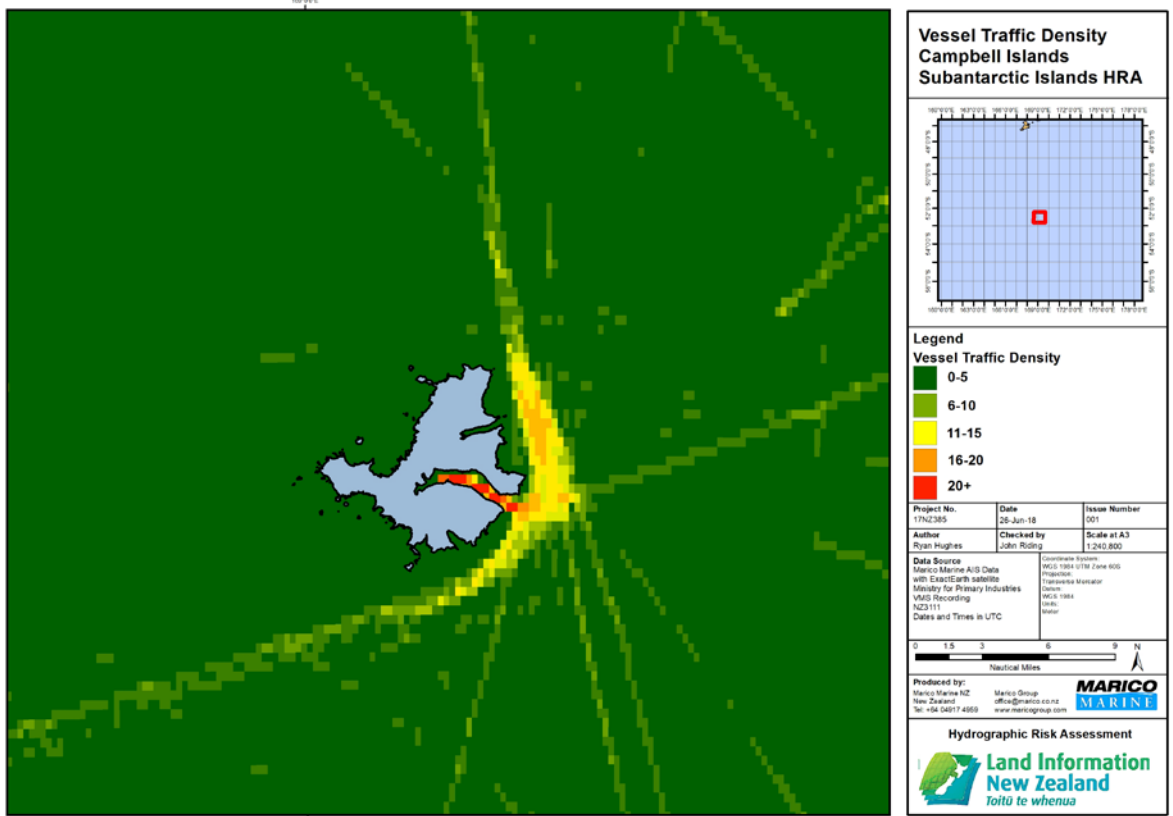 Vessel Traffic Density
Campbell Islands
Subantarctic Islands HRA
Legend
Vessel Traffic Density
0-5
6-10
11-15
16-20
20+
Project No.
17NZ385
Date
26-Jun-18
Issue Number
001
Author
Ryan Hughes
Checked by
John Riding
Scale at A3
1:240,800
Data Source
Marico Marine AIS Data
with ExactEarth satellite
Ministry for Primary Industries
VMS Recording
NZ3111
Dates and Times in UTC
Coordinate System:
WGS 1984 UTM Zone 60S
Projection:
Transverse Mercator
Datum:
WGS 1984
Units:
Meter
0 1.5 3 6 9
Nautical Miles
N
Produced by:
Marico Marine NZ
New Zealand
Tel: +64 04917 4959
Marico Group
office@marico.co.nz
www.maricogroup.com
MARICO
MARINE
Hydrographic Risk Assessment
Land Information
New Zealand
Toitū te whenua